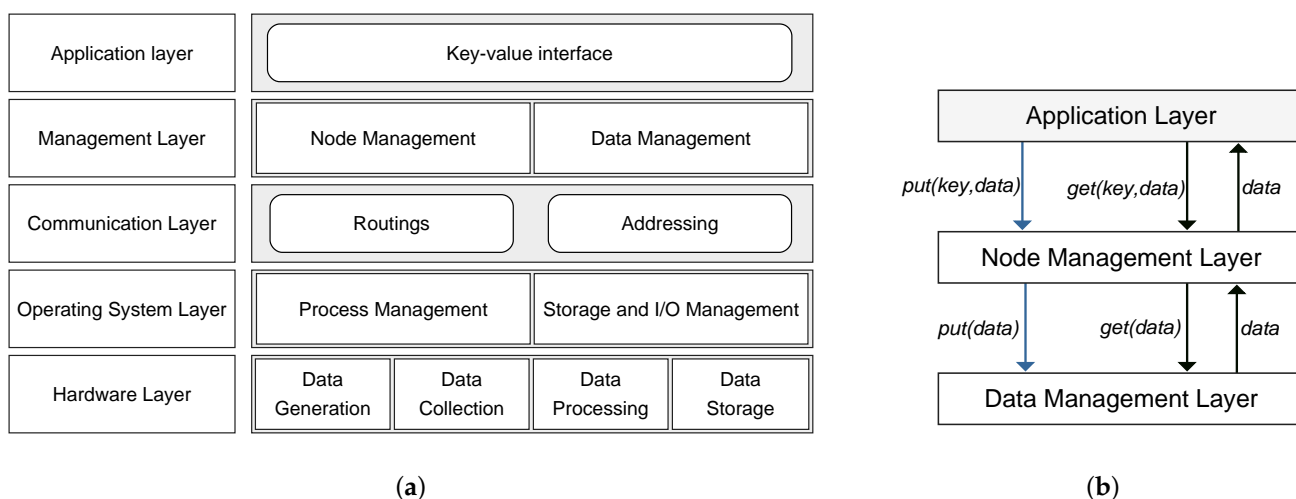 Application layer
Key-value interface
Management Layer
Node Management
Data Management
Communication Layer
Routings
Addressing
Operating System Layer
Process Management
Storage and I/O Management
Hardware Layer
Data
Generation
Data
Collection
Data
Processing
Data
Storage
(a)
Application Layer
put(key,data)
get(key,data)
data
Node Management Layer
put(data)
get(data)
data
Data Management Layer
(b)